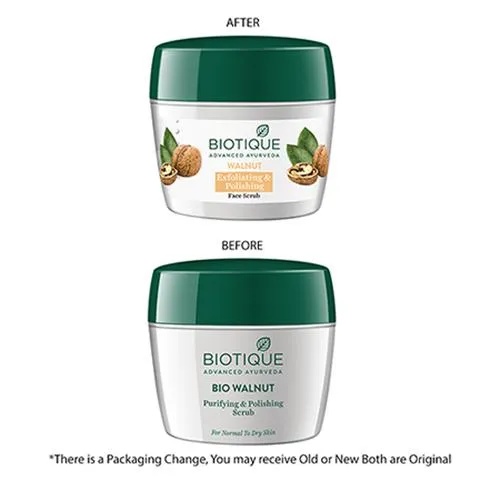 AFTER
BIOTIQUE
ADVANCED AYURVEDA
WALNUT
Exfoliating &
Polishing
Face Scrub
BEFORE
BIOTIQUE
ADVANCED AYURVEDA
BIO WALNUT
Purifying & Polishing
Scrub
For Normal To Dry Skin
*There is a Packaging Change, You may receive Old or New Both are Original